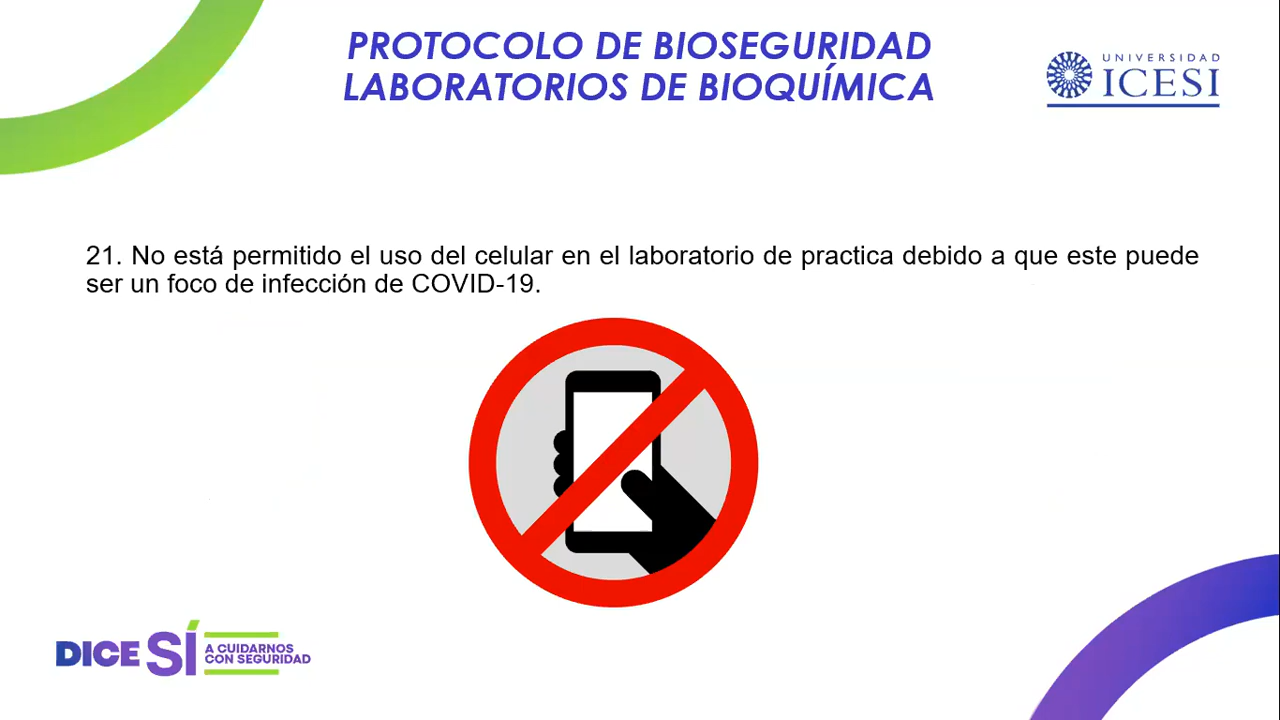 PROTOCOLO DE BIOSEGURIDAD
LABORATORIOS DE BIOQUÍMICA
UNIVERSIDAD
ICESI
21. No está permitido el uso del celular en el laboratorio de practica debido a que este puede
ser un foco de infección de COVID-19.
DICE SÍ
A CUIDARNOS
CON SEGURIDAD